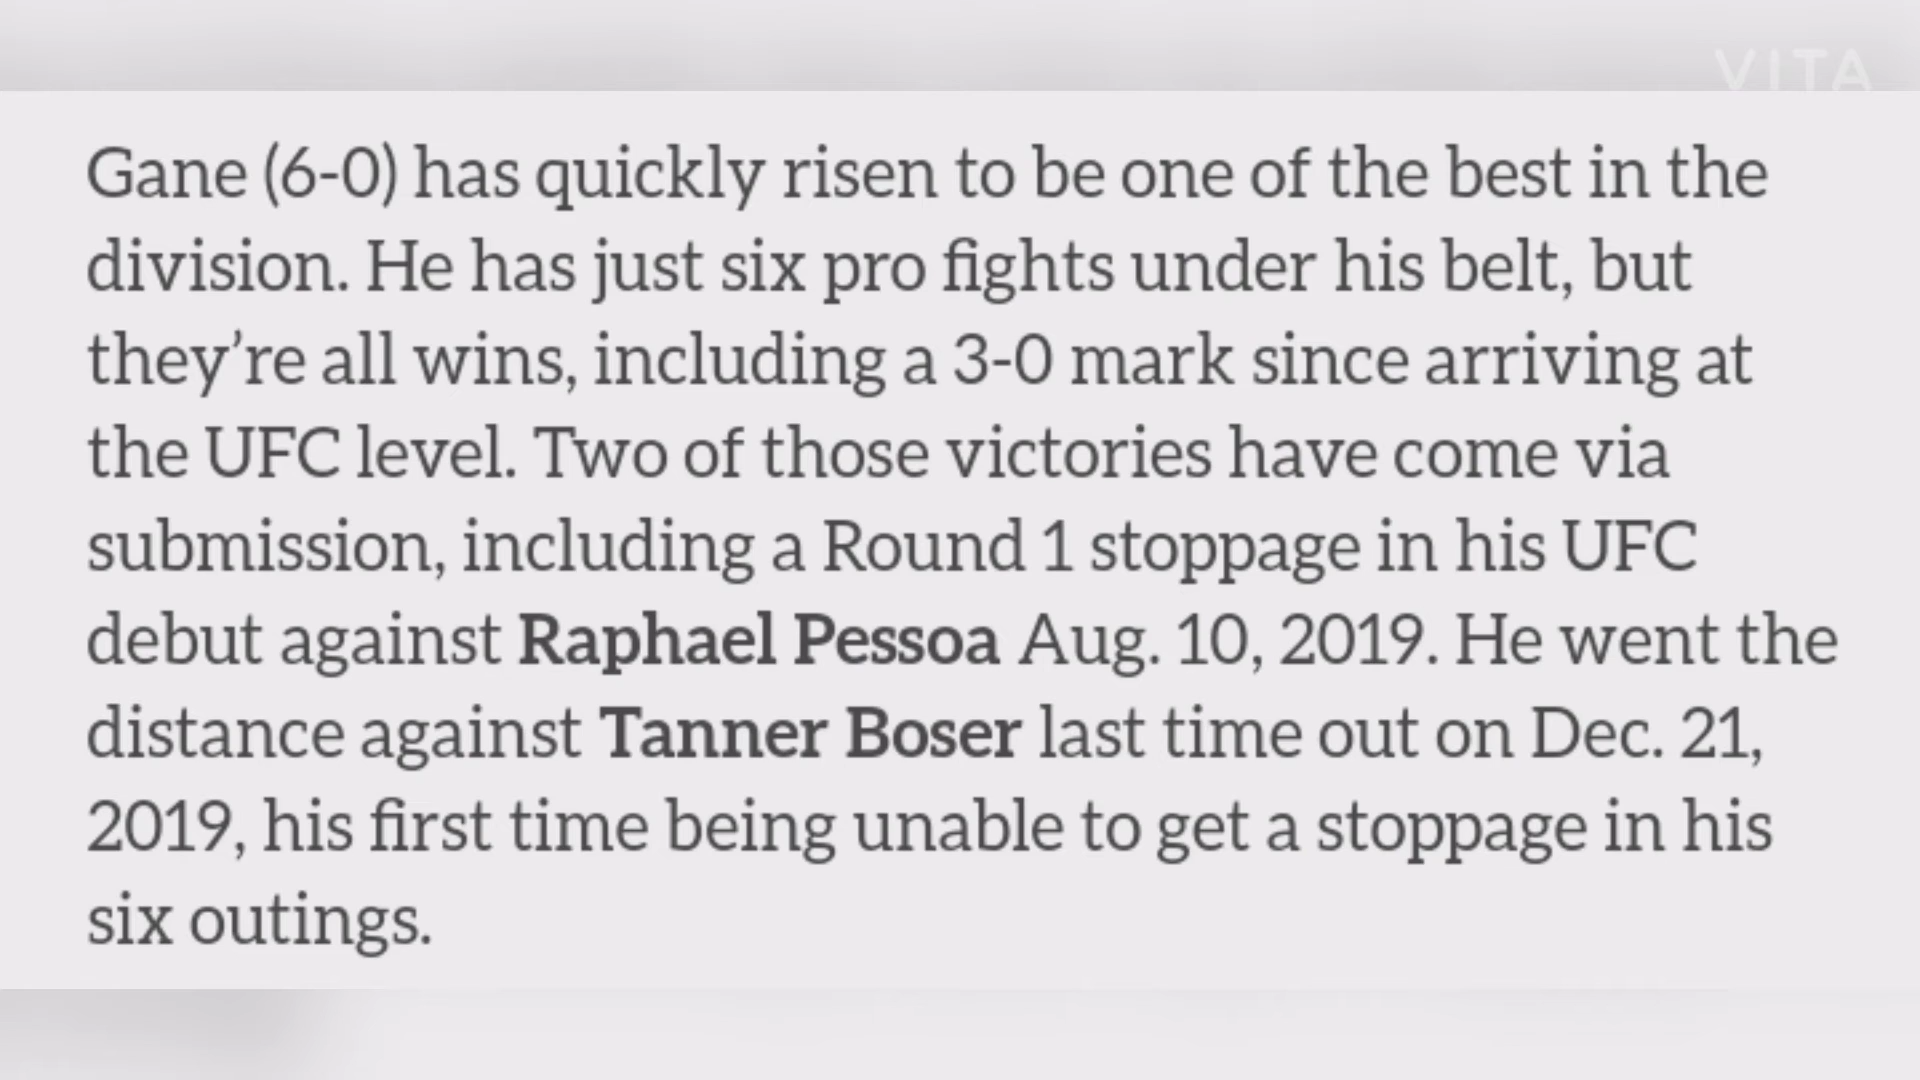 VITA
Gane (6-0) has quickly risen to be one of the best in the
division. He has just six pro fights under his belt, but
they’re all wins, including a 3-0 mark since arriving at
the UFC level. Two of those victories have come via
submission, including a Round 1 stoppage in his UFC
debut against Raphael Pessoa Aug. 10, 2019. He went the
distance against Tanner Boser last time out on Dec. 21,
2019, his first time being unable to get a stoppage in his
six outings.